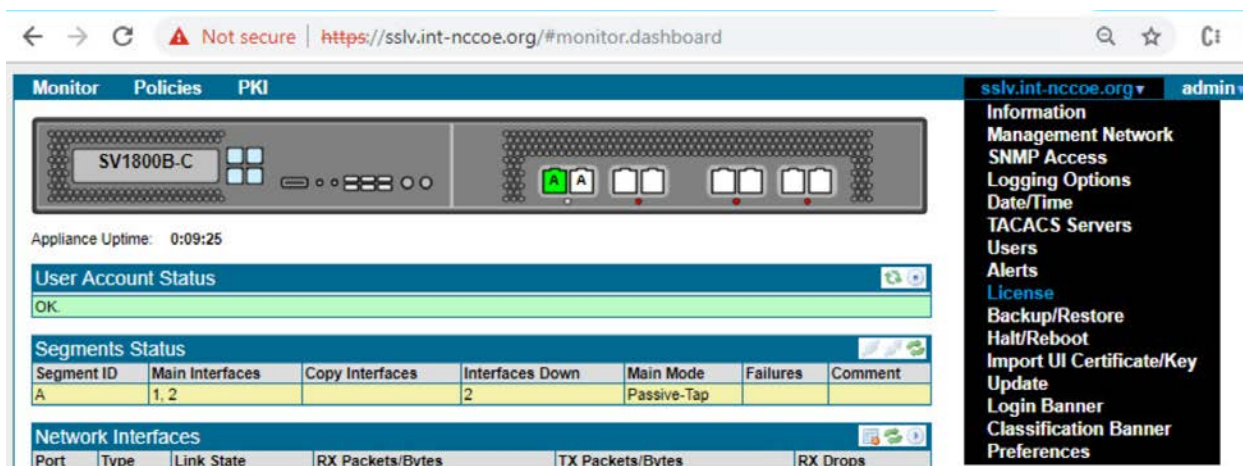 Not secure | https://sslv.int-nccoe.org/#monitor.dashboard
Monitor Policies PKI sslv.int-nccoe.org admin
Information
Management Network
SNMP Access
Logging Options
Date/Time
TACACS Servers
Users
Alerts
License
Backup/Restore
Halt/Reboot
Import UI Certificate/Key
Update
Login Banner
Classification Banner
Preferences
SV1800B-C
A A
Appliance Uptime: 0:09:25
User Account Status
OK.
Segments Status
Segment ID Main Interfaces Copy Interfaces Interfaces Down Main Mode Failures Comment
A 1, 2 2 Passive-Tap
Network Interfaces
Port Type Link State RX Packets/Bytes TX Packets/Bytes RX Drops